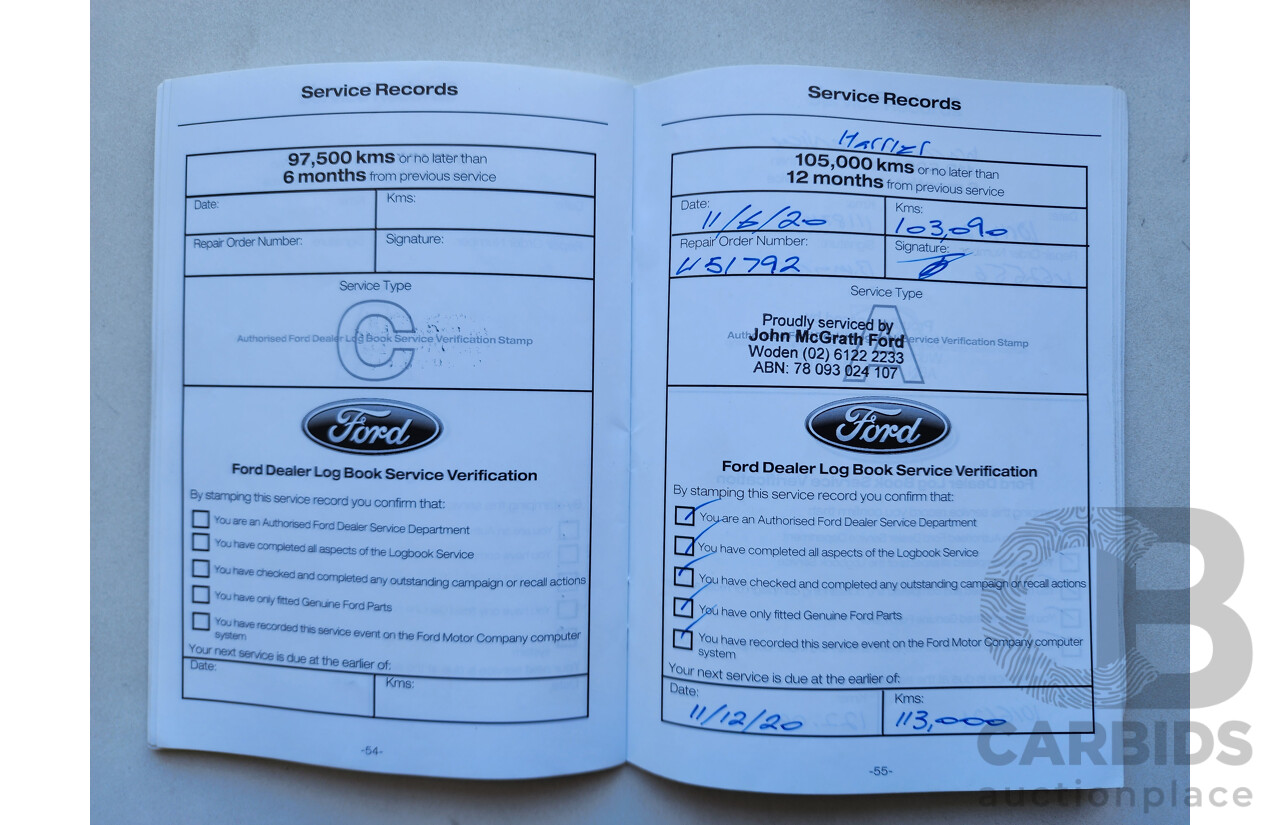 Service Records
97,500 kms or no later than
6 months from previous service
Date:
Kms:
Repair Order Number:
Signature:
Service Type
C
Authorised Ford Dealer Log Book Service Verification Stamp
Ford
Ford Dealer Log Book Service Verification
By stamping this service record you confirm that:
You are an Authorised Ford Dealer Service Department
You have completed all aspects of the Logbook Service
You have checked and completed any outstanding campaign or recall actions
You have only fitted Genuine Ford Parts
You have recorded this service event on the Ford Motor Company computer
system
Your next service is due at the earlier of:
Date:
Kms:
-54-
Service Records
Harrier
105,000 kms or no later than
12 months from previous service
Date:
11/6/20
Kms:
103,090
Repair Order Number:
Signature:
Service Type
A
Proudly serviced by
John McGrath Ford
Woden (02) 6122 2233
ABN: 78 093 024 107
Service Verification Stamp
Ford
Ford Dealer Log Book Service Verification
By stamping this service record you confirm that:
You are an Authorised Ford Dealer Service Department
You have completed all aspects of the Logbook Service
You have checked and completed any outstanding campaign or recall actions
You have only fitted Genuine Ford Parts
You have recorded this service event on the Ford Motor Company computer
system
Your next service is due at the earlier of:
Date:
11/12/20
Kms:
113,000
-55-
CB
CARBIDS
auctionplace